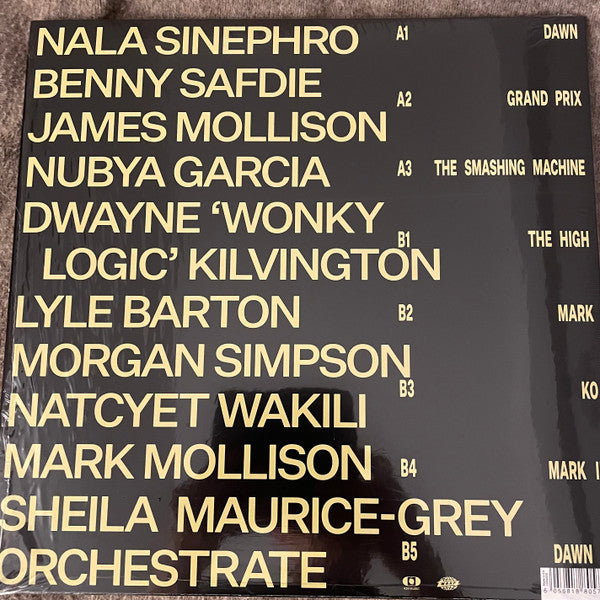 NALA SINEPHRO
BENNY SAFDIE
JAMES MOLLISON
NUBYA GARCIA
DWAYNE ‘WONKY
LOGIC’ KILVINGTON
LYLE BARTON
MORGAN SIMPSON
NATCYET WAKILI
MARK MOLLISON
SHEILA MAURICE-GREY
ORCHESTRATE
A1 DAWN
A2 GRAND PRIX
A3 THE SMASHING MACHINE
B1 THE HIGH
B2 MARK
B3 KO
B4 MARK
B5 DAWN